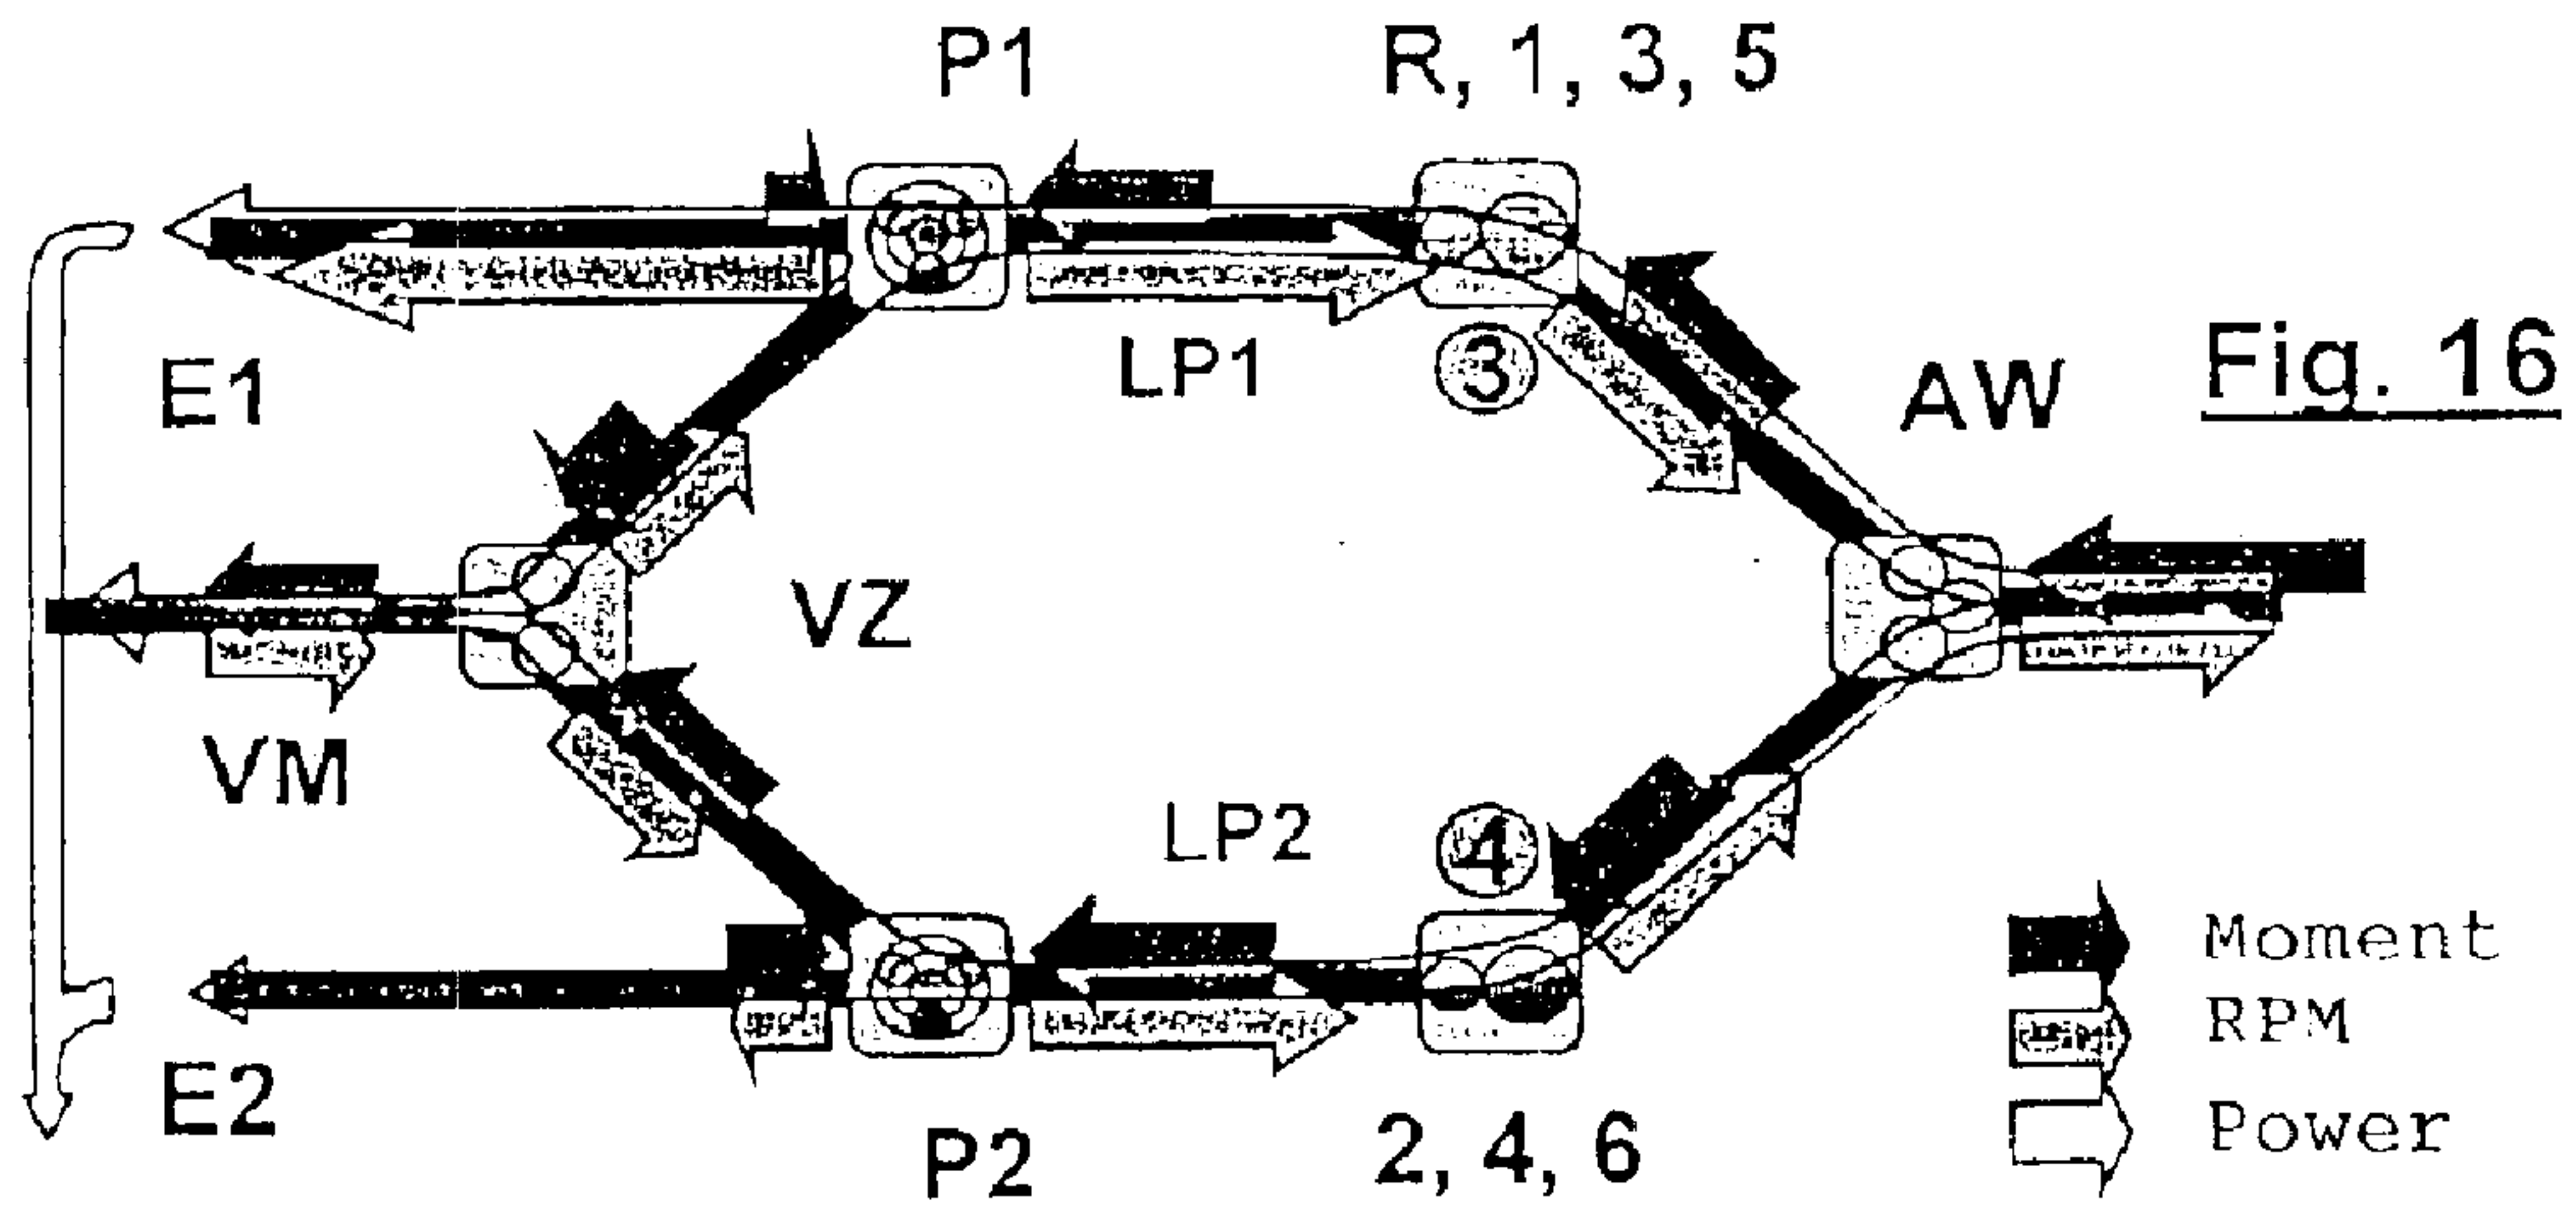 P1
R, 1, 3, 5
E1
LP1
3
AW
Fig. 16
VZ
VM
LP2
4
Moment
RPM
Power
E2
P2
2, 4, 6